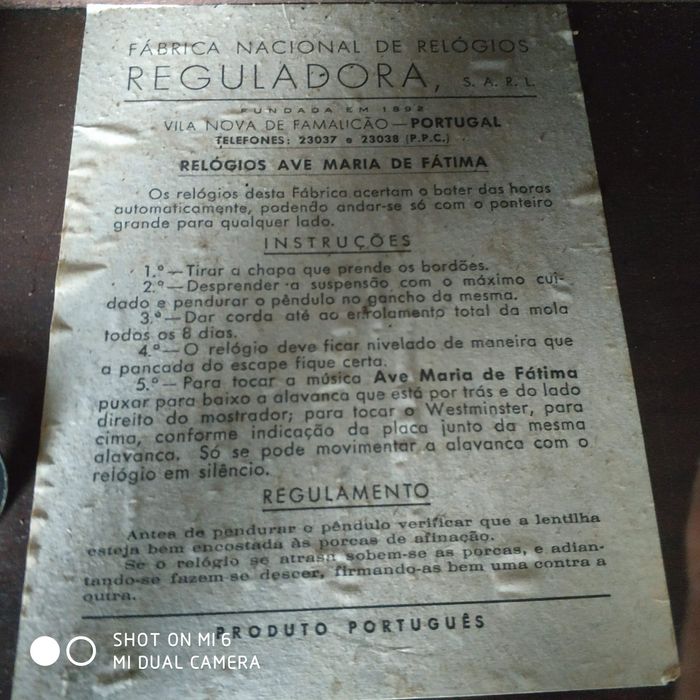 FÁBRICA NACIONAL DE RELÓGIOS
REGULADORA, S. A. R. L.
FUNDADA EM 1892
VILA NOVA DE FAMALICÃO — PORTUGAL
TELEFONES: 23037 e 23038 (P.P.C.)
RELÓGIOS AVE MARIA DE FÁTIMA
Os relógios desta Fábrica acertam o bater das horas
automaticamente, podendo andar-se só com o ponteiro
grande para qualquer lado.
INSTRUÇÕES
1.º — Tirar a chapa que prende os bordões.
2.º — Desprender a suspensão com o máximo cui-
dado e pendurar o pêndulo no gancho da mesma.
3.º — Dar corda até ao enrolamento total da mola
todos os 8 dias.
4.º — O relógio deve ficar nivelado de maneira que
a pancada do escape fique certa.
5.º — Para tocar a música Ave Maria de Fátima
puxar para baixo a alavanca que está por trás e do lado
direito do mostrador; para tocar o Westminster, para
cima, conforme indicação da placa junto da mesma
alavanca. Só se pode movimentar a alavanca com o
relógio em silêncio.
REGULAMENTO
Antes de pendurar o pêndulo verificar que a lentilha
esteja bem encostada às porcas de afinação.
Se o relógio se atrasa sobem-se as porcas, e adian-
tando-se fazem-se descer, firmando-as bem uma contra a
outra.
PRODUTO PORTUGUÊS
SHOT ON MI 6
MI DUAL CAMERA